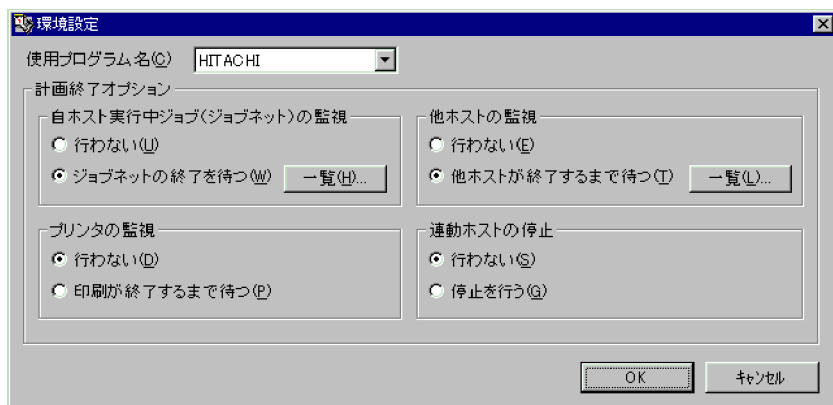 環境設定
使用プログラム名(C) HITACHI
計画終了オプション
自ホスト実行中ジョブ(ジョブネット)の監視
行わない(U)
ジョブネットの終了を待つ(W) 一覧(H)...
他ホストの監視
行わない(E)
他ホストが終了するまで待つ(T) 一覧(L)...
プリンタの監視
行わない(D)
印刷が終了するまで待つ(P)
連動ホストの停止
行わない(S)
停止を行う(G)
OK キャンセル